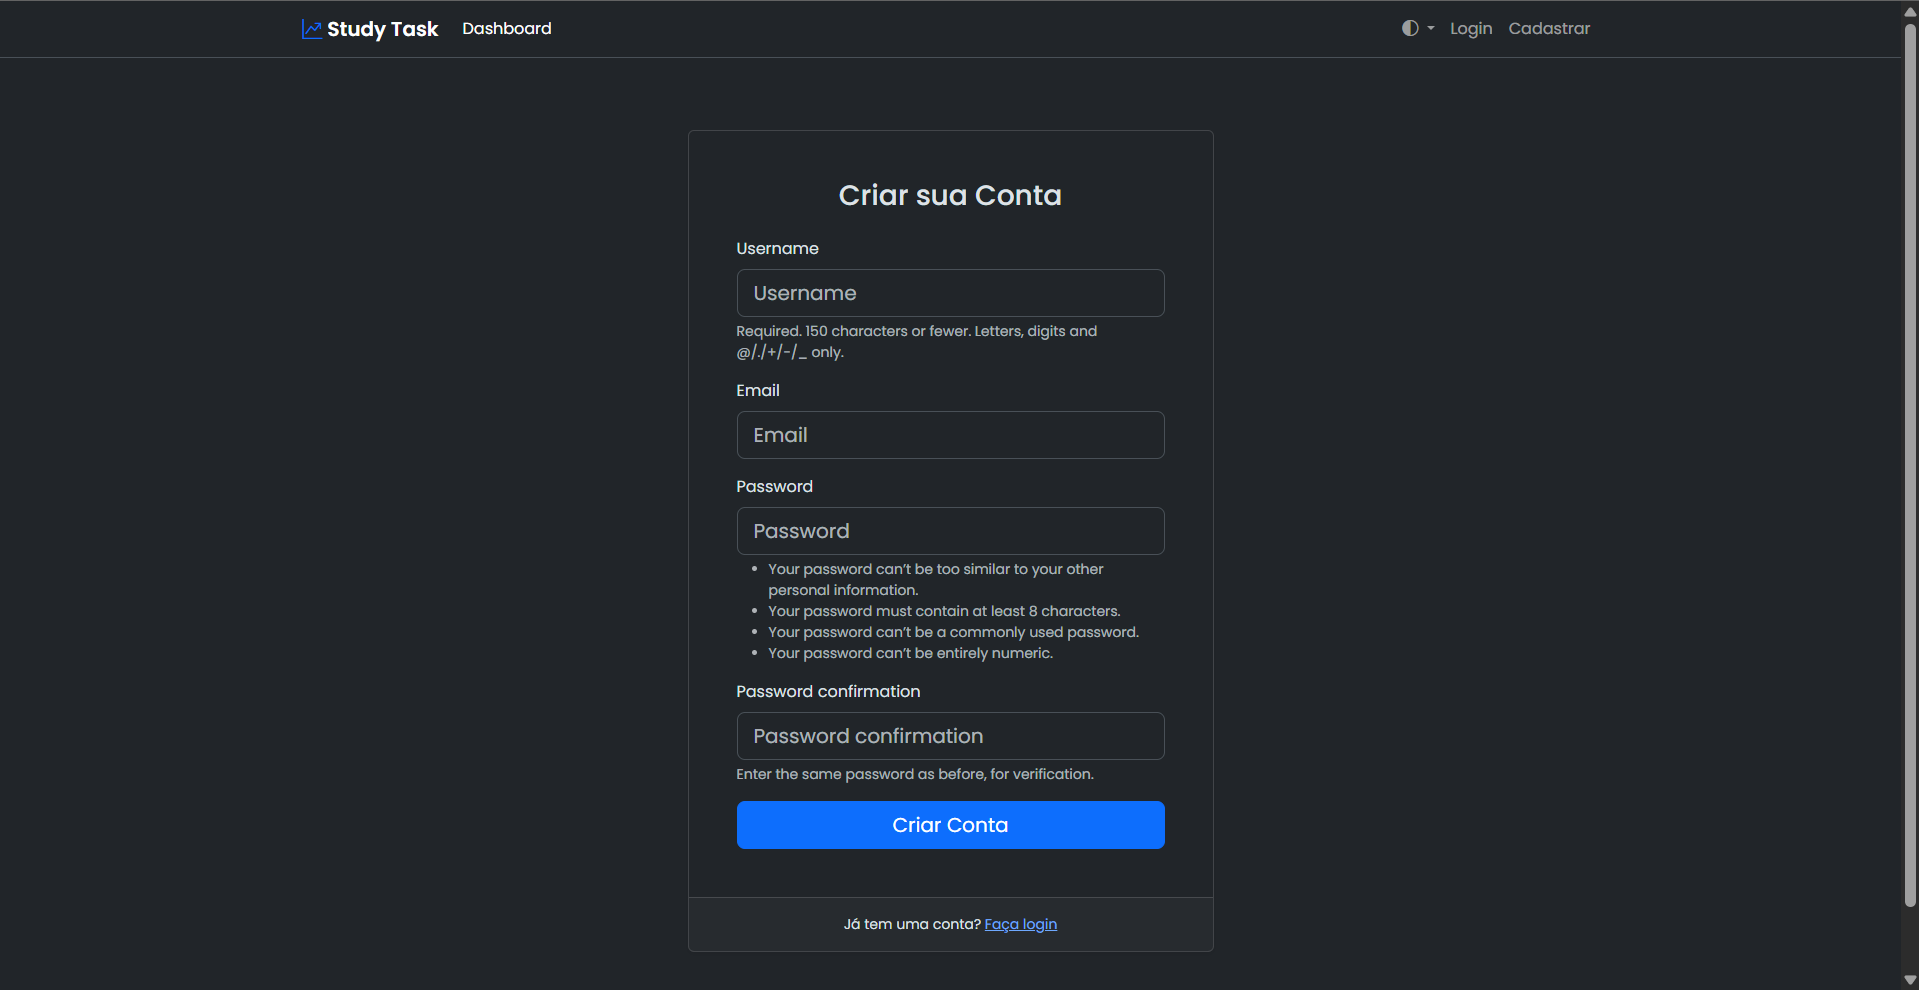 Study Task
Dashboard
Login
Cadastrar
Criar sua Conta
Username
Username
Required. 150 characters or fewer. Letters, digits and
@/./+/-/_ only.
Email
Email
Password
Password
• Your password can’t be too similar to your other
personal information.
• Your password must contain at least 8 characters.
• Your password can’t be a commonly used password.
• Your password can’t be entirely numeric.
Password confirmation
Password confirmation
Enter the same password as before, for verification.
Criar Conta
Já tem uma conta? Faça login